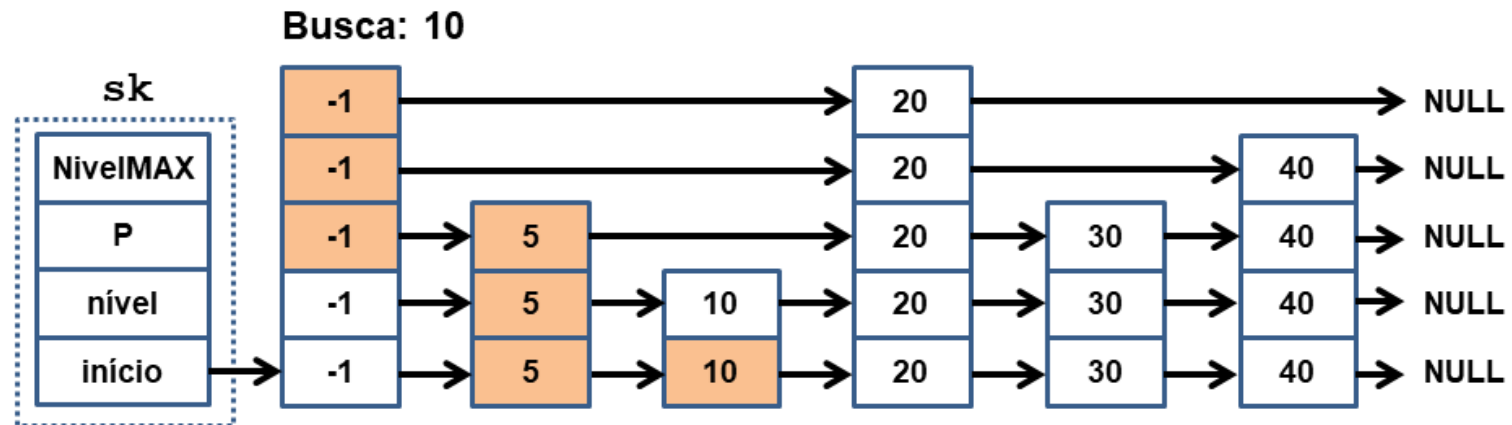 Busca: 10
sk
-1 20 NULL
NivelMAX -1 20 40 NULL
P -1 5 20 30 40 NULL
nível -1 5 10 20 30 40 NULL
início -1 5 10 20 30 40 NULL